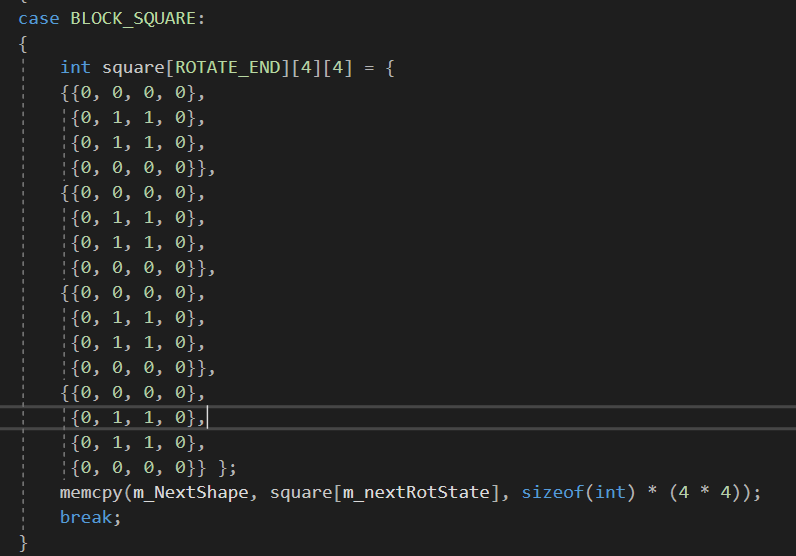 case BLOCK_SQUARE:
{
int square[ROTATE_END][4][4] = {
{{0, 0, 0, 0},
{0, 1, 1, 0},
{0, 1, 1, 0},
{0, 0, 0, 0}},
{{0, 0, 0, 0},
{0, 1, 1, 0},
{0, 1, 1, 0},
{0, 0, 0, 0}},
{{0, 0, 0, 0},
{0, 1, 1, 0},
{0, 1, 1, 0},
{0, 0, 0, 0}},
{{0, 0, 0, 0},
{0, 1, 1, 0},
{0, 1, 1, 0},
{0, 0, 0, 0}} };
memcpy(m_NextShape, square[m_nextRotState], sizeof(int) * (4 * 4));
break;
}